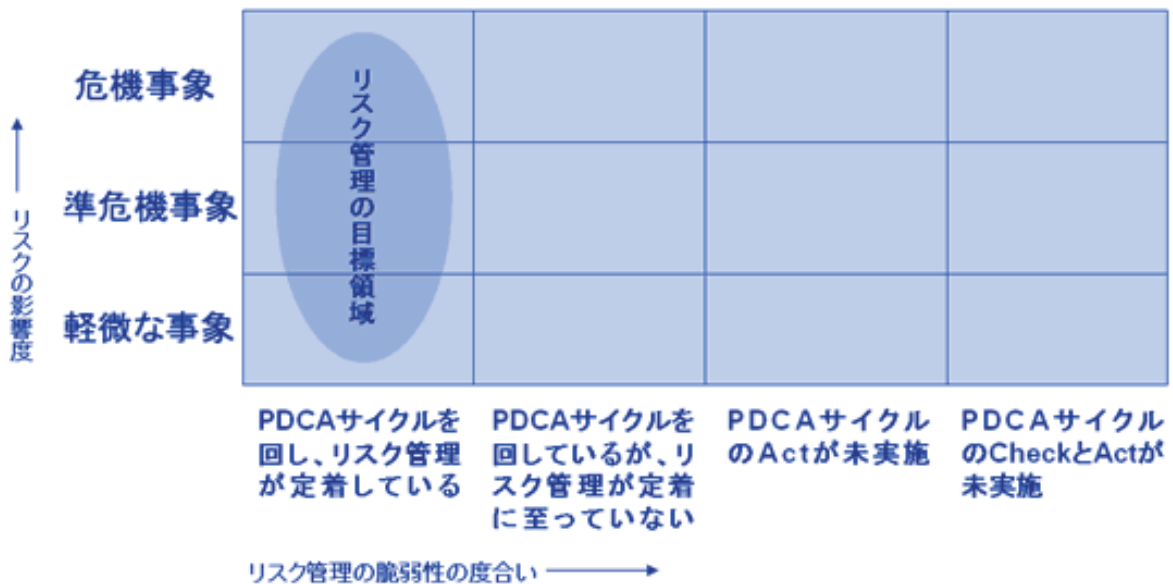 危機事象
準危機事象
軽微な事象
リスクの影響度
リスク管理の目標領域
PDCAサイクルを
回し、リスク管理
が定着している
PDCAサイクルを
回しているが、リ
スク管理が定着
に至っていない
PDCAサイクル
のActが未実施
PDCAサイクル
のCheckとActが
未実施
リスク管理の脆弱性の度合い